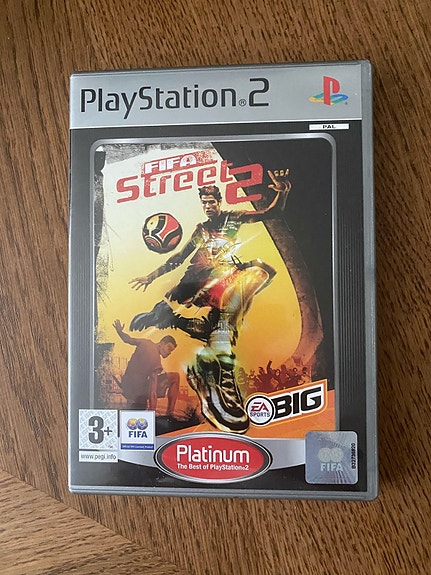 PlayStation®2
PAL
FIFA
Street 2
EA
SPORTS
BIG
3+
www.pegi.info
FIFA
Platinum
The Best of PlayStation®2
FIFA